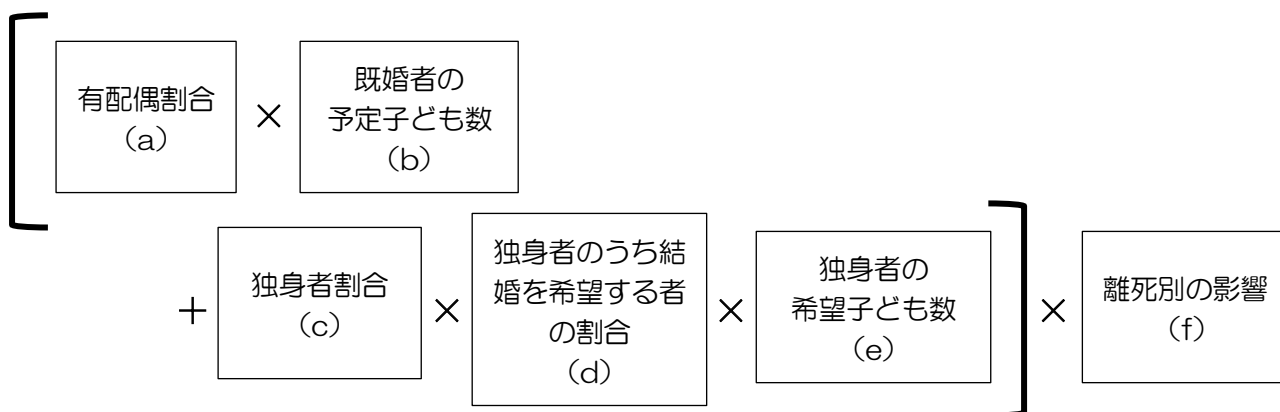 有配偶割合
（a）
×
既婚者の
予定子ども数
（b）
＋
独身者割合
（c）
×
独身者のうち結
婚を希望する者
の割合
（d）
×
独身者の
希望子ども数
（e）
×
離死別の影響
（f）